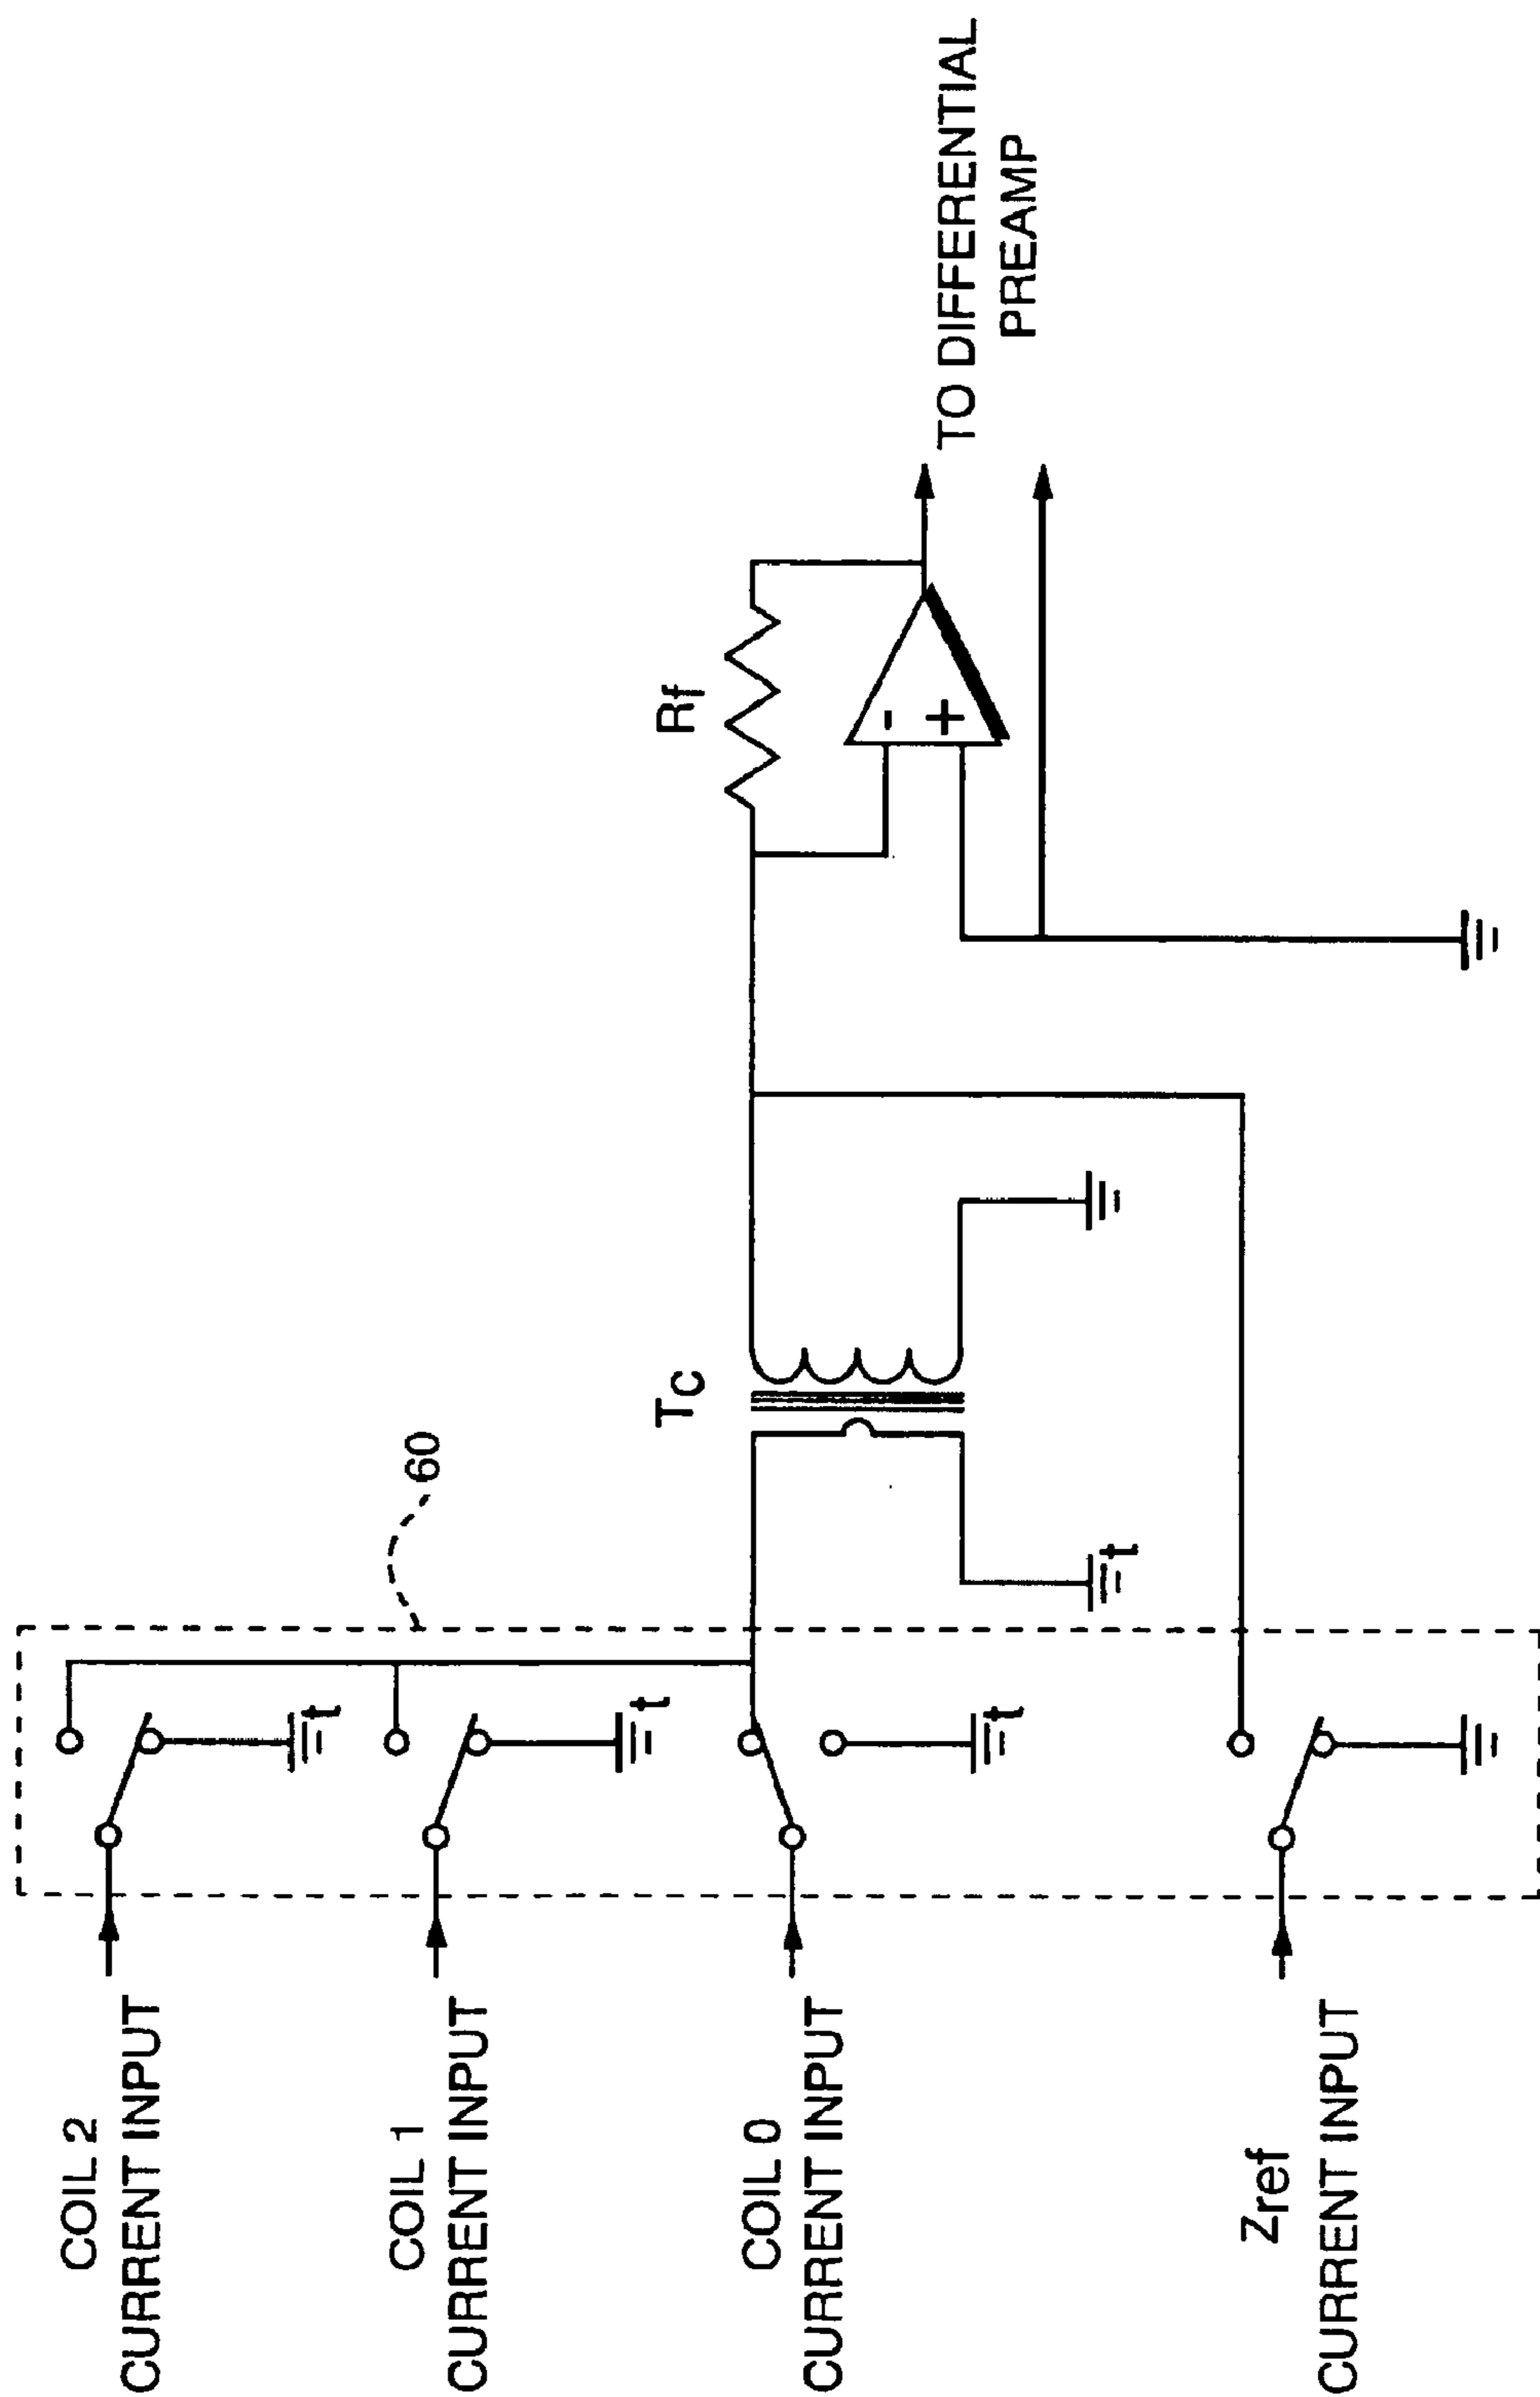 COIL 2
CURRENT INPUT
COIL 1
CURRENT INPUT
COIL 0
CURRENT INPUT
Zref
CURRENT INPUT
60
t
t
t
t
TC
Rf
-
+
TO DIFFERENTIAL
PREAMP